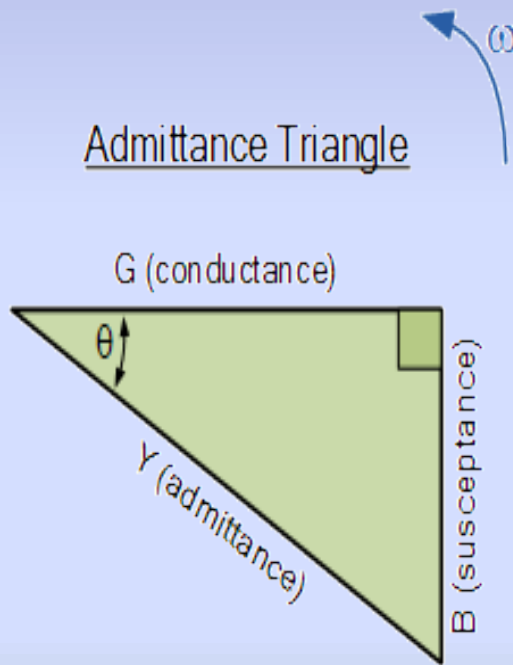 ω
Admittance Triangle
G (conductance)
θ
Y (admittance)
B (susceptance)